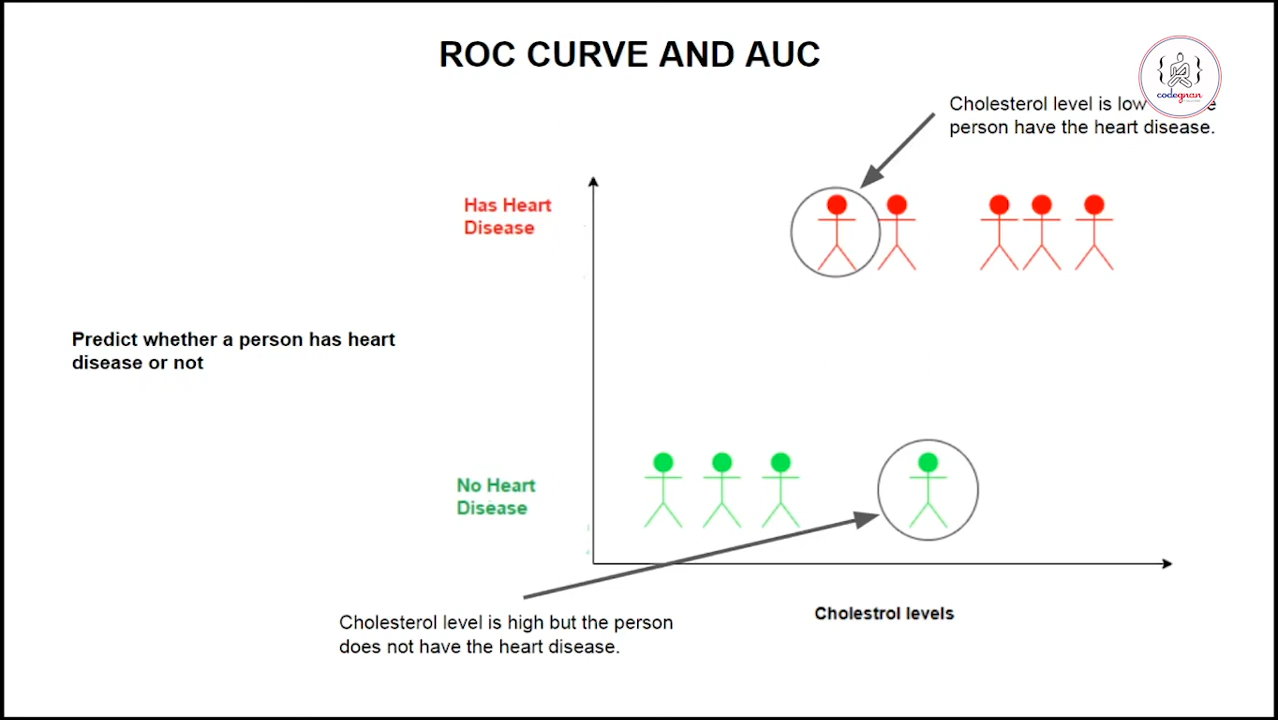 ROC CURVE AND AUC
codegnan
Cholesterol level is low
person have the heart disease.
Has Heart
Disease
Predict whether a person has heart
disease or not
No Heart
Disease
Cholestrol levels
Cholesterol level is high but the person
does not have the heart disease.